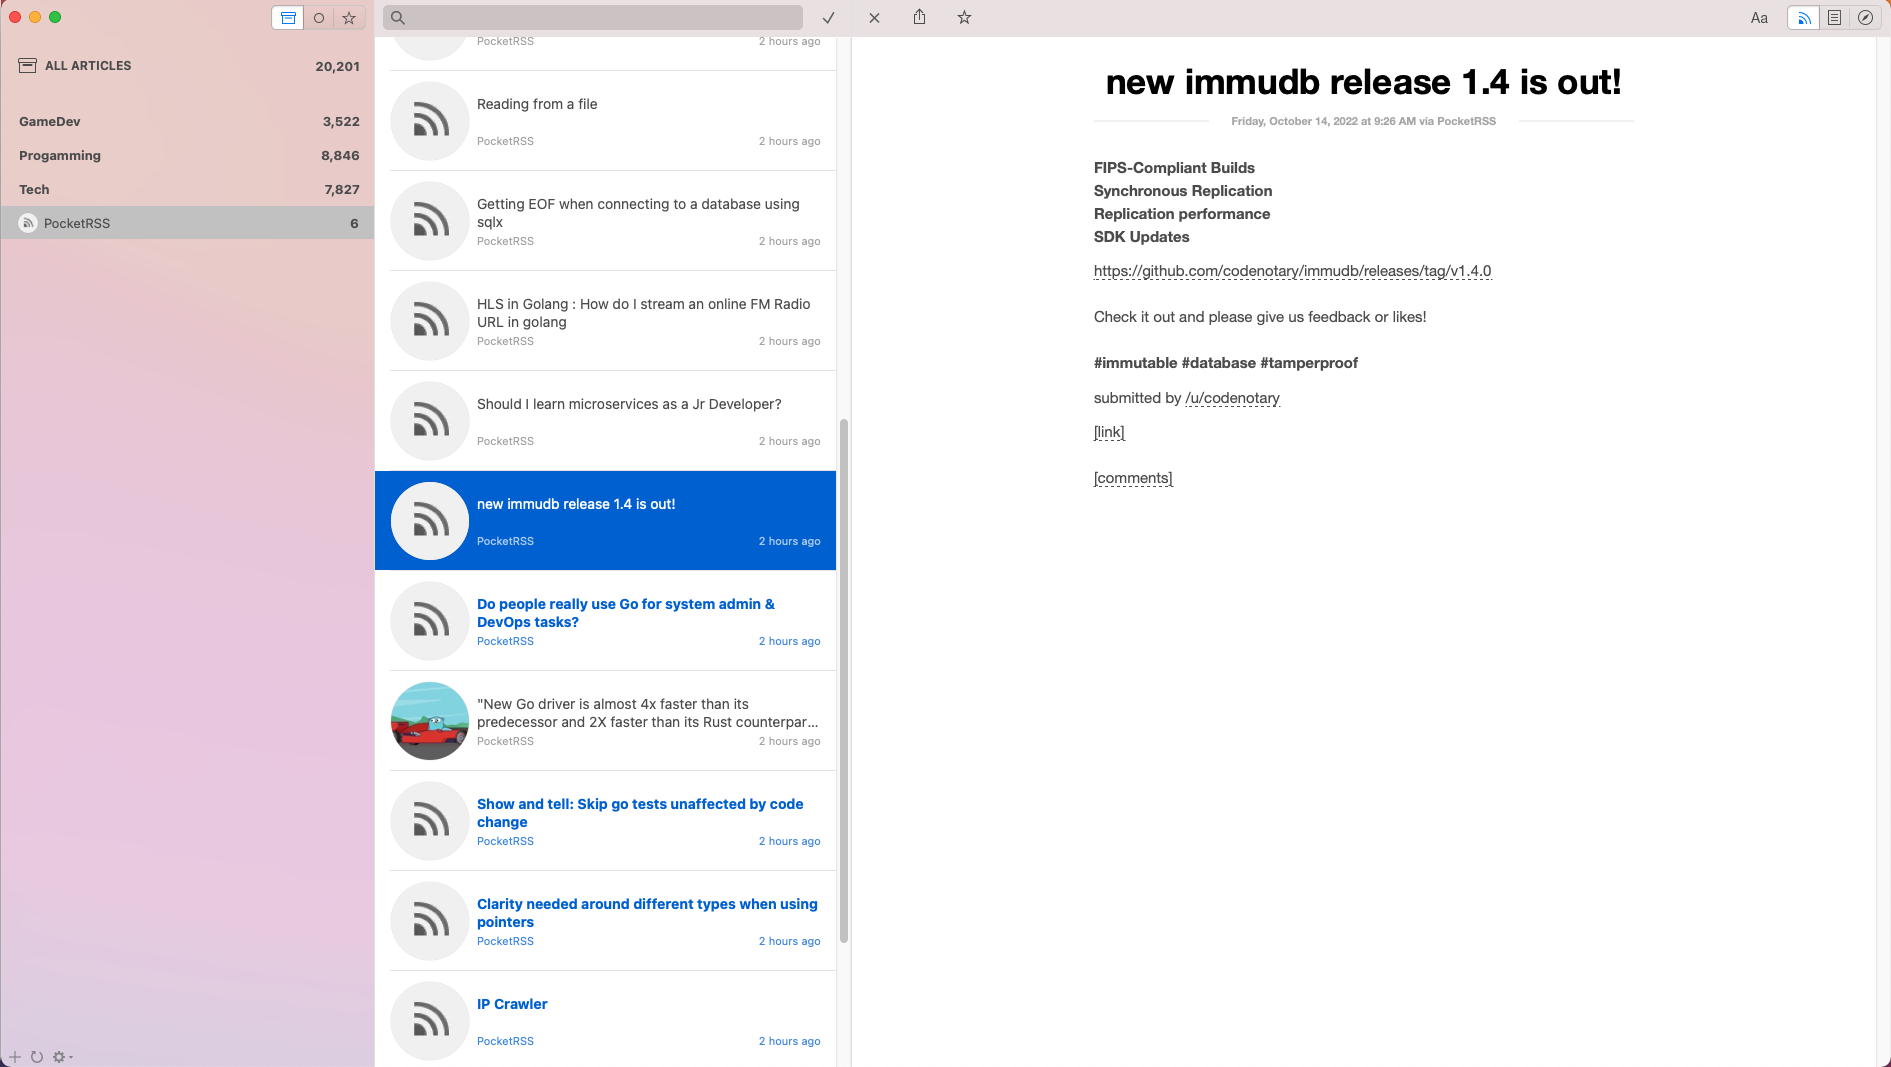 ALL ARTICLES 20,201
GameDev 3,522
Progamming 8,846
Tech 7,827
PocketRSS 6
PocketRSS 2 hours ago
Reading from a file
PocketRSS 2 hours ago
Getting EOF when connecting to a database using
sqlx
PocketRSS 2 hours ago
HLS in Golang : How do I stream an online FM Radio
URL in golang
PocketRSS 2 hours ago
Should I learn microservices as a Jr Developer?
PocketRSS 2 hours ago
new immudb release 1.4 is out!
PocketRSS 2 hours ago
Do people really use Go for system admin &
DevOps tasks?
PocketRSS 2 hours ago
"New Go driver is almost 4x faster than its
predecessor and 2X faster than its Rust counterpar...
PocketRSS 2 hours ago
Show and tell: Skip go tests unaffected by code
change
PocketRSS 2 hours ago
Clarity needed around different types when using
pointers
PocketRSS 2 hours ago
IP Crawler
PocketRSS 2 hours ago
Aa
new immudb release 1.4 is out!
Friday, October 14, 2022 at 9:26 AM via PocketRSS
FIPS-Compliant Builds
Synchronous Replication
Replication performance
SDK Updates
https://github.com/codenotary/immudb/releases/tag/v1.4.0
Check it out and please give us feedback or likes!
#immutable #database #tamperproof
submitted by /u/codenotary
[link]
[comments]